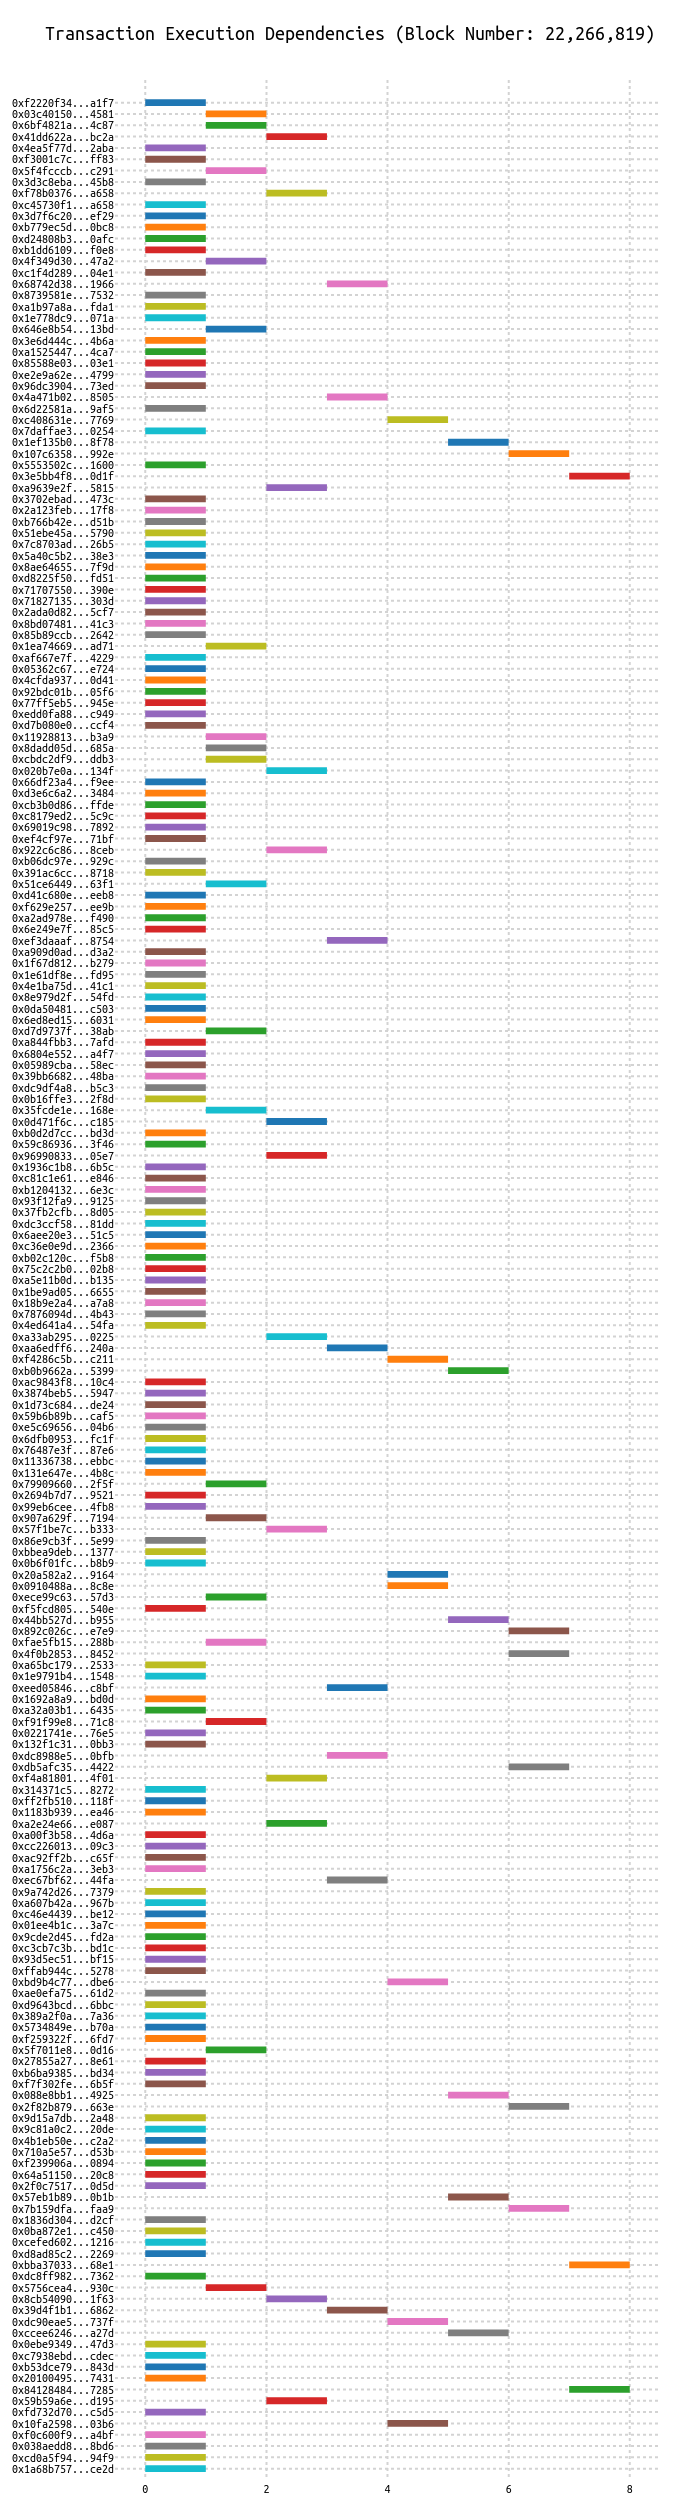 Transaction Execution Dependencies (Block Number: 22,266,819)
0xf2220f34...a1f7
0x03c40150...4581
0x6bf4821a...4c87
0x41dd622a...bc2a
0x4ea5f77d...2aba
0xf3001c7c...ff83
0x5f4fcccb...c291
0x3d3c8eba...45b8
0xf78b0376...a658
0xc45730f1...a658
0x3d7f6c20...ef29
0xb779ec5d...0bc8
0xd24808b3...0afc
0xb1dd6109...f0e8
0x4f349d30...47a2
0xc1f4d289...04e1
0x68742d38...1966
0x8739581e...7532
0xa1b97a8a...fda1
0x1e778dc9...071a
0x646e8b54...13bd
0x3e6d444c...4b6a
0xa1525447...4ca7
0x85588e03...03e1
0xe2e9a62e...4799
0x96dc3904...73ed
0x4a471b02...8505
0x6d22581a...9af5
0xc408631e...7769
0x7daffae3...0254
0x1ef135b0...8f78
0x107c6358...992e
0x5553502c...1600
0x3e5bb4f8...0d1f
0xa9639e2f...5815
0x3702ebad...473c
0x2a123feb...17f8
0xb766b42e...d51b
0x51ebe45a...5790
0x7c8703ad...26b5
0x5a40c5b2...38e3
0x8ae64655...7f9d
0xd8225f50...fd51
0x71707550...390e
0x71827135...303d
0x2ada0d82...5cf7
0x8bd07481...41c3
0x85b89ccb...2642
0x1ea74669...ad71
0xaf667e7f...4229
0x05362c67...e724
0x4cfda937...0d41
0x92bdc01b...05f6
0x77ff5eb5...945e
0xedd0fa88...c949
0xd7b080e0...ccf4
0x11928813...b3a9
0x8dadd05d...685a
0xcbdc2df9...ddb3
0x020b7e0a...134f
0x66df23a4...f9ee
0xd3e6c6a2...3484
0xcb3b0d86...ffde
0xc8179ed2...5c9c
0x69019c98...7892
0xef4cf97e...71bf
0x922c6c86...8ceb
0xb06dc97e...929c
0x391ac6cc...8718
0x51ce6449...63f1
0xd41c680e...eeb8
0xf629e257...ee9b
0xa2ad978e...f490
0x6e249e7f...85c5
0xef3daaaf...8754
0xa909d0ad...d3a2
0x1f67d812...b279
0x1e61df8e...fd95
0x4e1ba75d...41c1
0x8e979d2f...54fd
0x0da50481...c503
0x6ed8ed15...6031
0xd7d9737f...38ab
0xa844fbb3...7afd
0x6804e552...a4f7
0x05989cba...58ec
0x39bb6682...48ba
0xdc9df4a8...b5c3
0x0b16ffe3...2f8d
0x35fcde1e...168e
0x0d471f6c...c185
0xb0d2d7cc...bd3d
0x59c86936...3f46
0x96990833...05e7
0x1936c1b8...6b5c
0xc81c1e61...e846
0xb1204132...6e3c
0x93f12fa9...9125
0x37fb2cfb...8d05
0xdc3ccf58...81dd
0x6aee20e3...51c5
0xc36e0e9d...2366
0xb02c120c...f5b8
0x75c2c2b0...02b8
0xa5e11b0d...b135
0x1be9ad05...6655
0x18b9e2a4...a7a8
0x7876094d...4b43
0x4ed641a4...54fa
0xa33ab295...0225
0xaa6edff6...240a
0xf4286c5b...c211
0xb0b9662a...5399
0xac9843f8...10c4
0x3874beb5...5947
0x1d73c684...de24
0x59b6b89b...caf5
0xe5c69656...04b6
0x6dfb0953...fc1f
0x76487e3f...87e6
0x11336738...ebbc
0x131e647e...4b8c
0x79909660...2f5f
0x2694b7d7...9521
0x99eb6cee...4fb8
0x907a629f...7194
0x57f1be7c...b333
0x86e9cb3f...5e99
0xbbea9deb...1377
0x0b6f01fc...b8b9
0x20a582a2...9164
0x0910488a...8c8e
0xece99c63...57d3
0xf5fcd805...540e
0x44bb527d...b955
0x892c026c...e7e9
0xfae5fb15...288b
0x4f0b2853...8452
0xa65bc179...2533
0x1e9791b4...1548
0xeed05846...c8bf
0x1692a8a9...bd0d
0xa32a03b1...6435
0xf91f99e8...71c8
0x0221741e...76e5
0x132f1c31...0bb3
0xdc8988e5...0bfb
0xdb5afc35...4422
0xf4a81801...4f01
0x314371c5...8272
0xff2fb510...118f
0x1183b939...ea46
0xa2e24e66...e087
0xa00f3b58...4d6a
0xcc226013...09c3
0xac92ff2b...c65f
0xa1756c2a...3eb3
0xec67bf62...44fa
0x9a742d26...7379
0xa607b42a...967b
0xc46e4439...be12
0x01ee4b1c...3a7c
0x9cde2d45...fd2a
0xc3cb7c3b...bd1c
0x93d5ec51...bf15
0xffab944c...5278
0xbd9b4c77...dbe6
0xae0efa75...61d2
0xd9643bcd...6bbc
0x389a2f0a...7a36
0x5734849e...b70a
0xf259322f...6fd7
0x5f7011e8...0d16
0x27855a27...8e61
0xb6ba9385...bd34
0xf7f302fe...6b5f
0x088e8bb1...4925
0x2f82b879...663e
0x9d15a7db...2a48
0x9c81a0c2...20de
0x4b1eb50e...c2a2
0x710a5e57...d53b
0xf239906a...0894
0x64a51150...20c8
0x2f0c7517...0d5d
0x57eb1b89...0b1b
0x7b159dfa...faa9
0x1836d304...d2cf
0x0ba872e1...c450
0xcefed602...1216
0xd8ad85c2...2269
0xbba37033...68e1
0xdc8ff982...7362
0x5756cea4...930c
0x8cb54090...1f63
0x39d4f1b1...6862
0xdc90eae5...737f
0xccee6246...a27d
0x0ebe9349...47d3
0xc7938ebd...cdec
0xb53dce79...843d
0x20100495...7431
0x84128484...7285
0x59b59a6e...d195
0xfd732d70...c5d5
0x10fa2598...03b6
0xf0c600f9...a4bf
0x038aedd8...8bd6
0xcd0a5f94...94f9
0x1a68b757...ce2d
0 2 4 6 8